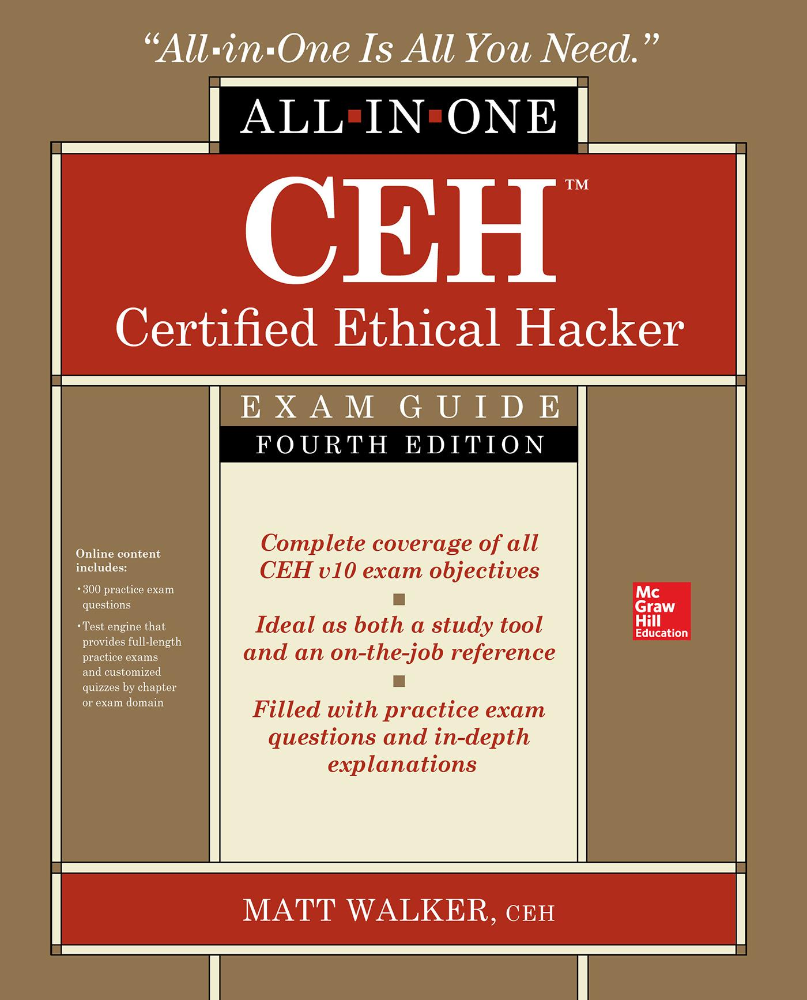 “All▪in▪One Is All You Need.”
ALL▪IN▪ONE
CEH™
Certified Ethical Hacker
EXAM GUIDE
FOURTH EDITION
Online content
includes:
•300 practice exam
questions
•Test engine that
provides full-length
practice exams
and customized
quizzes by chapter
or exam domain
Complete coverage of all
CEH v10 exam objectives
Ideal as both a study tool
and an on-the-job reference
Filled with practice exam
questions and in-depth
explanations
Mc
Graw
Hill
Education
MATT WALKER, CEH